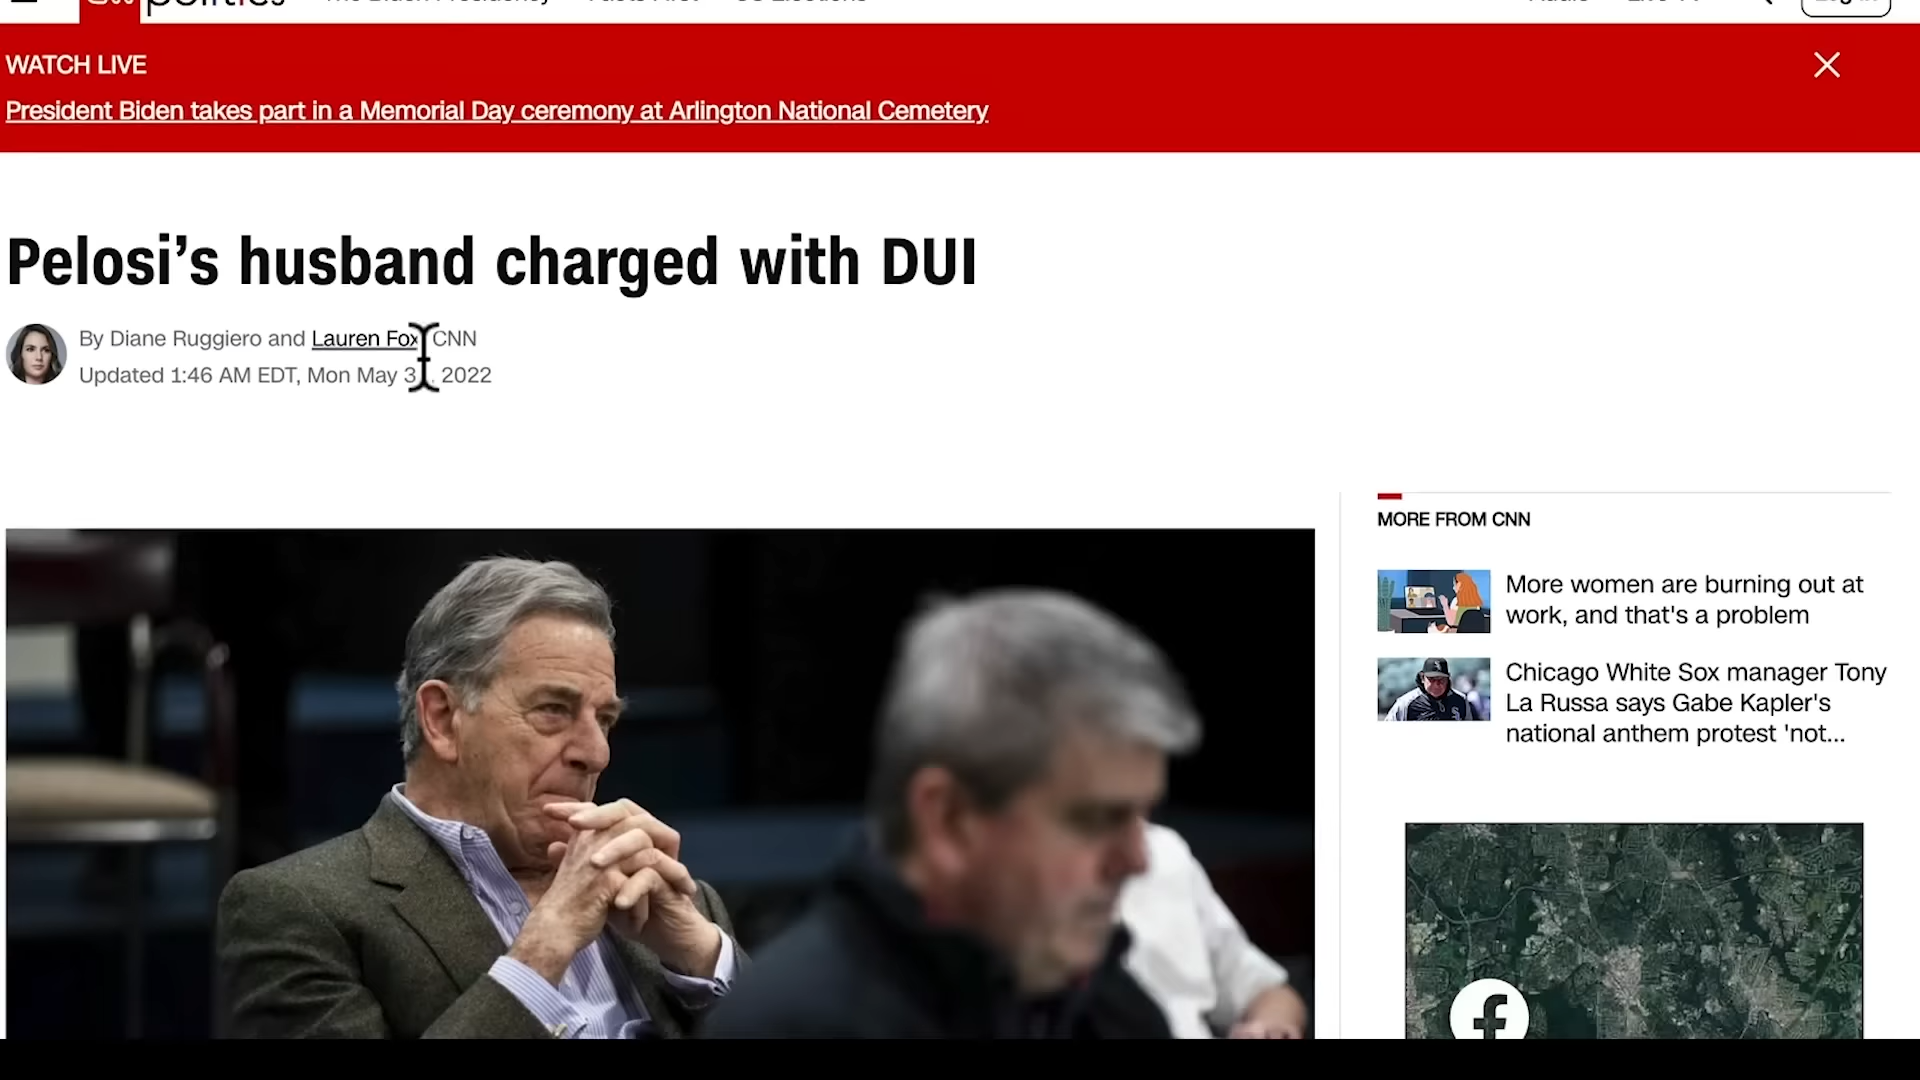 politics
WATCH LIVE
President Biden takes part in a Memorial Day ceremony at Arlington National Cemetery
Pelosi's husband charged with DUI
By Diane Ruggiero and Lauren Fox CNN
Updated 1:46 AM EDT, Mon May 2022
MORE FROM CNN
More women are burning out at
work, and that's a problem
Chicago White Sox manager Tony
La Russa says Gabe Kapler's
national anthem protest 'not...